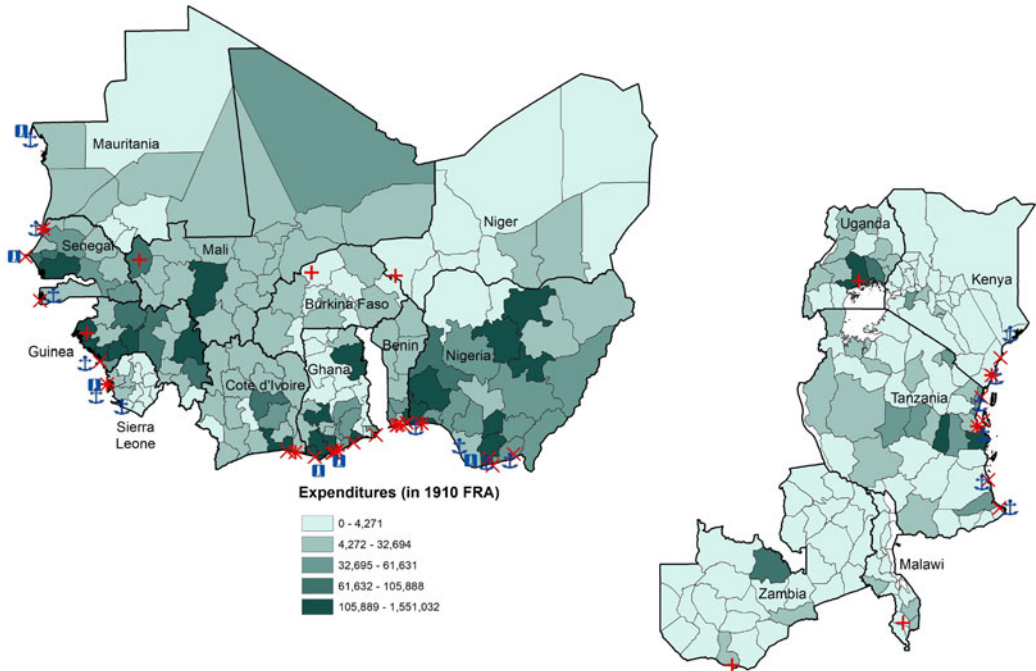 Mauritania
Niger
Senegal
Mali
Burkina Faso
Guinea
Benin
Nigeria
Ghana
Cote d'Ivoire
Sierra
Leone
Uganda
Kenya
Tanzania
Malawi
Zambia
Expenditures (in 1910 FRA)
0 - 4,271
4,272 - 32,694
32,695 - 61,631
61,632 - 105,888
105,889 - 1,551,032